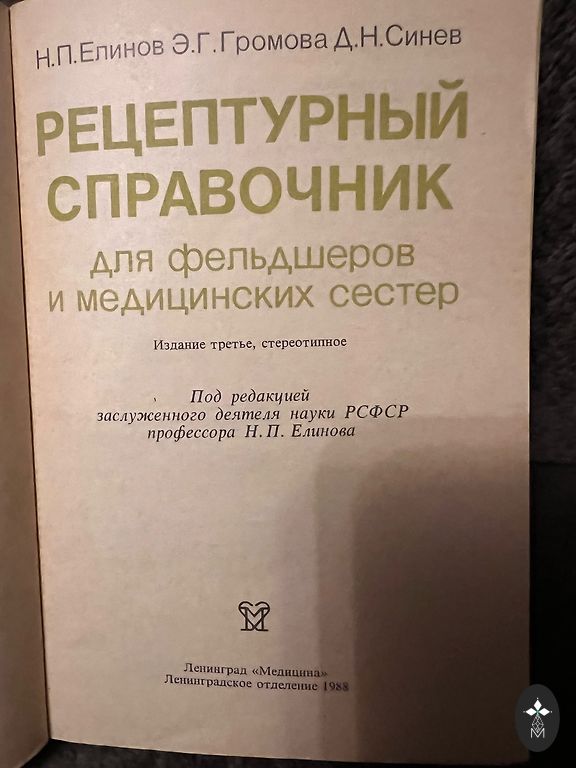 Н.П.Елинов Э.Г.Громова Д.Н.Синев
РЕЦЕПТУРНЫЙ
СПРАВОЧНИК
для фельдшеров
и медицинских сестер
Издание третье, стереотипное
Под редакцией
заслуженного деятеля науки РСФСР
профессора Н.П. Елинова
Ленинград «Медицина»
Ленинградское отделение 1988